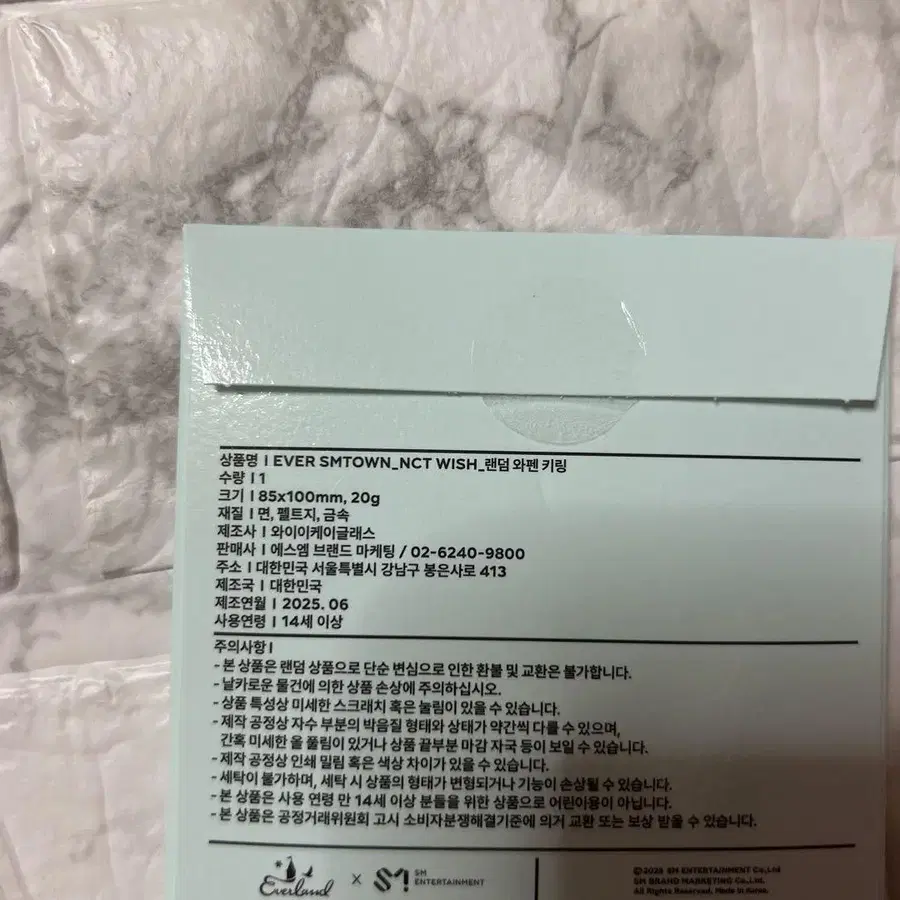 상품명 | EVER SMTOWN_NCT WISH_랜덤 와펜 키링
수량 | 1
크기 | 85x100mm, 20g
재질 | 면, 펠트지, 금속
제조사 | 와이이케이글래스
판매사 | 에스엠 브랜드 마케팅 / 02-6240-9800
주소 | 대한민국 서울특별시 강남구 봉은사로 413
제조국 | 대한민국
제조연월 | 2025. 06
사용연령 | 14세 이상
주의사항 |
- 본 상품은 랜덤 상품으로 단순 변심으로 인한 환불 및 교환은 불가합니다.
- 날카로운 물건에 의한 상품 손상에 주의하십시오.
- 상품 특성상 미세한 스크래치 혹은 눌림이 있을 수 있습니다.
- 제작 공정상 자수 부분의 박음질 형태와 상태가 약간씩 다를 수 있으며,
간혹 미세한 올 풀림이 있거나 상품 끝부분 마감 자국 등이 보일 수 있습니다.
- 제작 공정상 인쇄 밀림 혹은 색상 차이가 있을 수 있습니다.
- 세탁이 불가하며, 세탁 시 상품의 형태가 변형되거나 기능이 손상될 수 있습니다.
- 본 상품은 사용 연령 만 14세 이상 분들을 위한 상품으로 어린이용이 아닙니다.
- 본 상품은 공정거래위원회 고시 소비자분쟁해결기준에 의거 교환 또는 보상 받을 수 있습니다.
Everland x SM SM ENTERTAINMENT
© 2025 SM ENTERTAINMENT Co.,Ltd
SM BRAND MARKETING Co.,Ltd.
All Rights Reserved. Made in Korea.